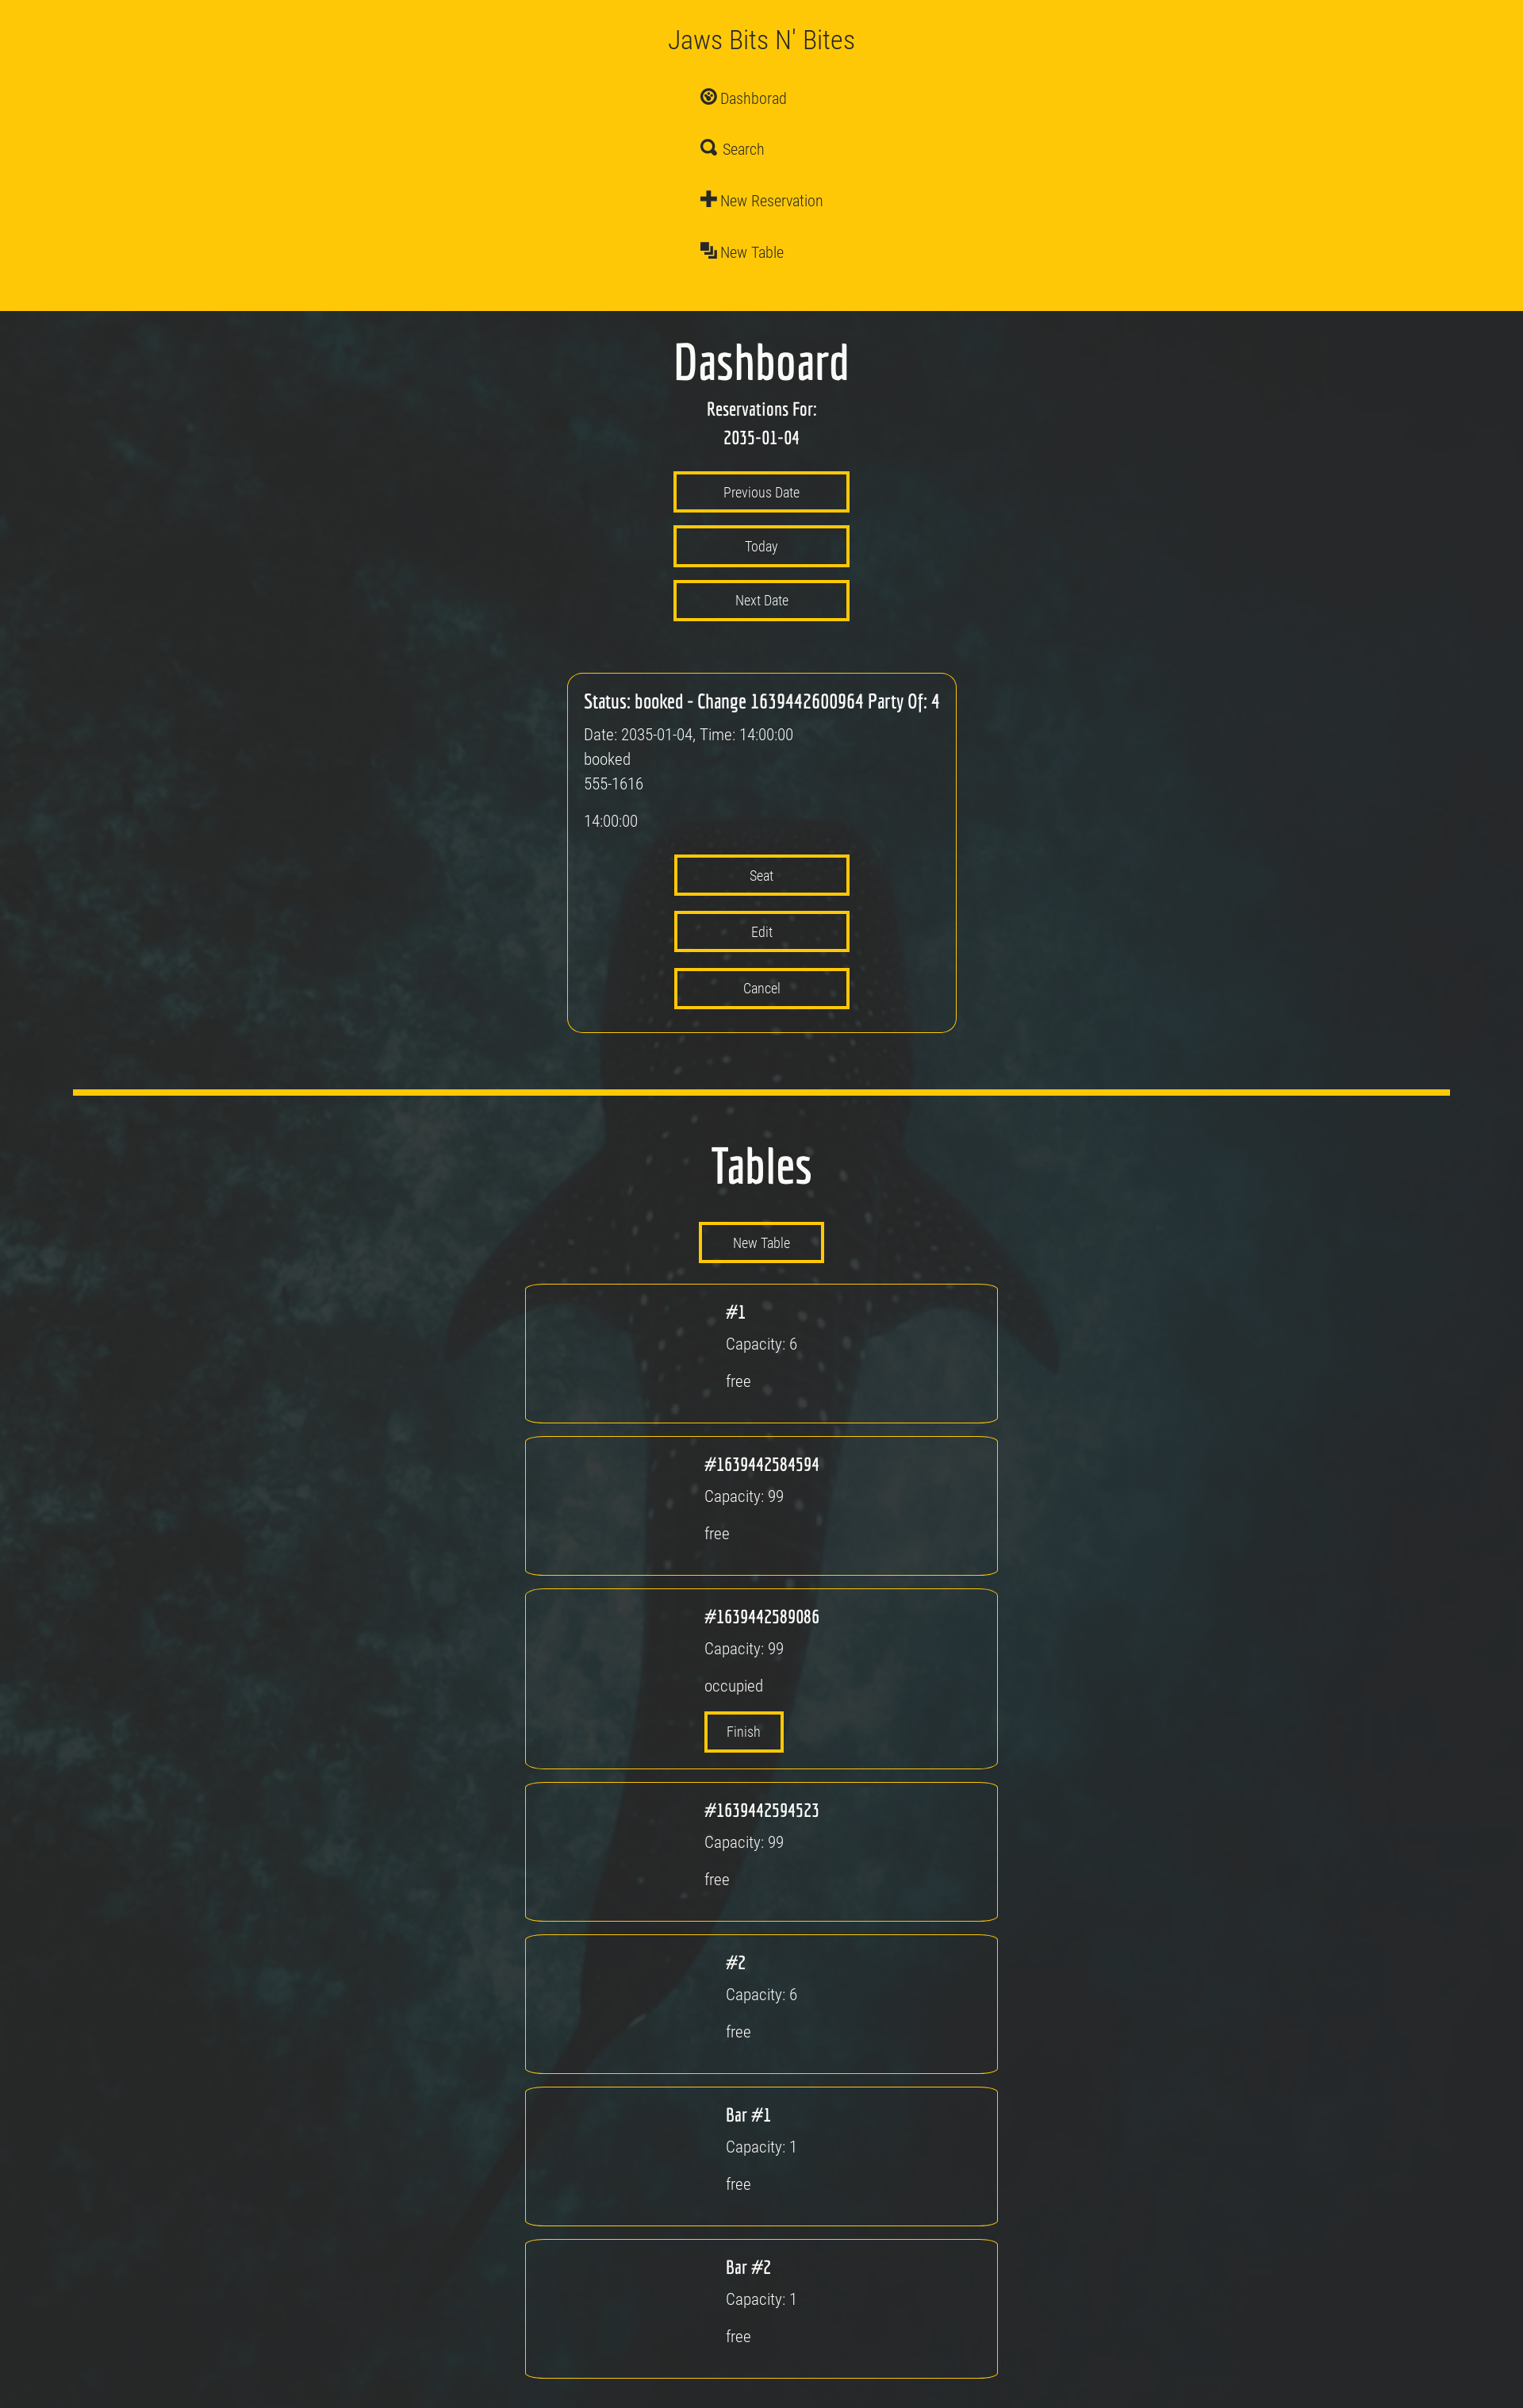 Jaws Bits N' Bites
Dashborad
Search
New Reservation
New Table
Dashboard
Reservations For:
2035-01-04
Previous Date
Today
Next Date
Status: booked - Change 1639442600964 Party Of: 4
Date: 2035-01-04, Time: 14:00:00
booked
555-1616
14:00:00
Seat
Edit
Cancel
Tables
New Table
#1
Capacity: 6
free
#1639442584594
Capacity: 99
free
#1639442589086
Capacity: 99
occupied
Finish
#1639442594523
Capacity: 99
free
#2
Capacity: 6
free
Bar #1
Capacity: 1
free
Bar #2
Capacity: 1
free